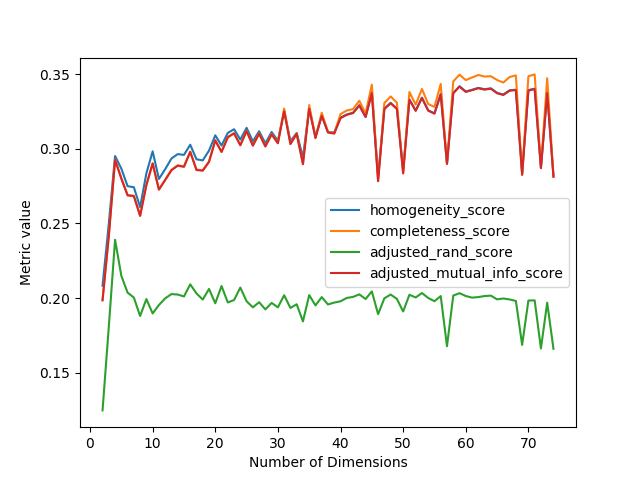 0.35
0.30
0.25
0.20
0.15
Metric value
homogeneity_score
completeness_score
adjusted_rand_score
adjusted_mutual_info_score
0 10 20 30 40 50 60 70
Number of Dimensions